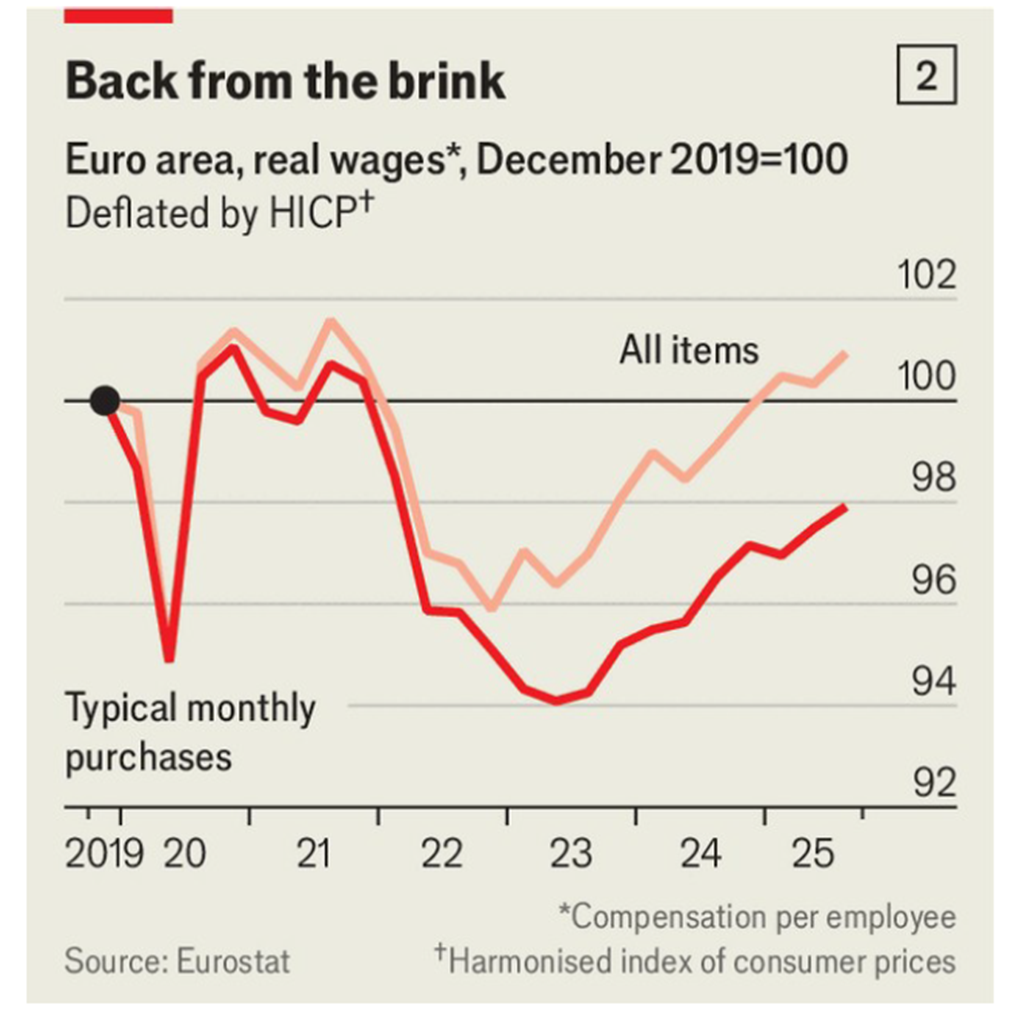 Back from the brink
2
Euro area, real wages*, December 2019=100
Deflated by HICP†
102
All items
100
98
96
94
Typical monthly
purchases
92
2019 20 21 22 23 24 25
*Compensation per employee
Source: Eurostat
†Harmonised index of consumer prices